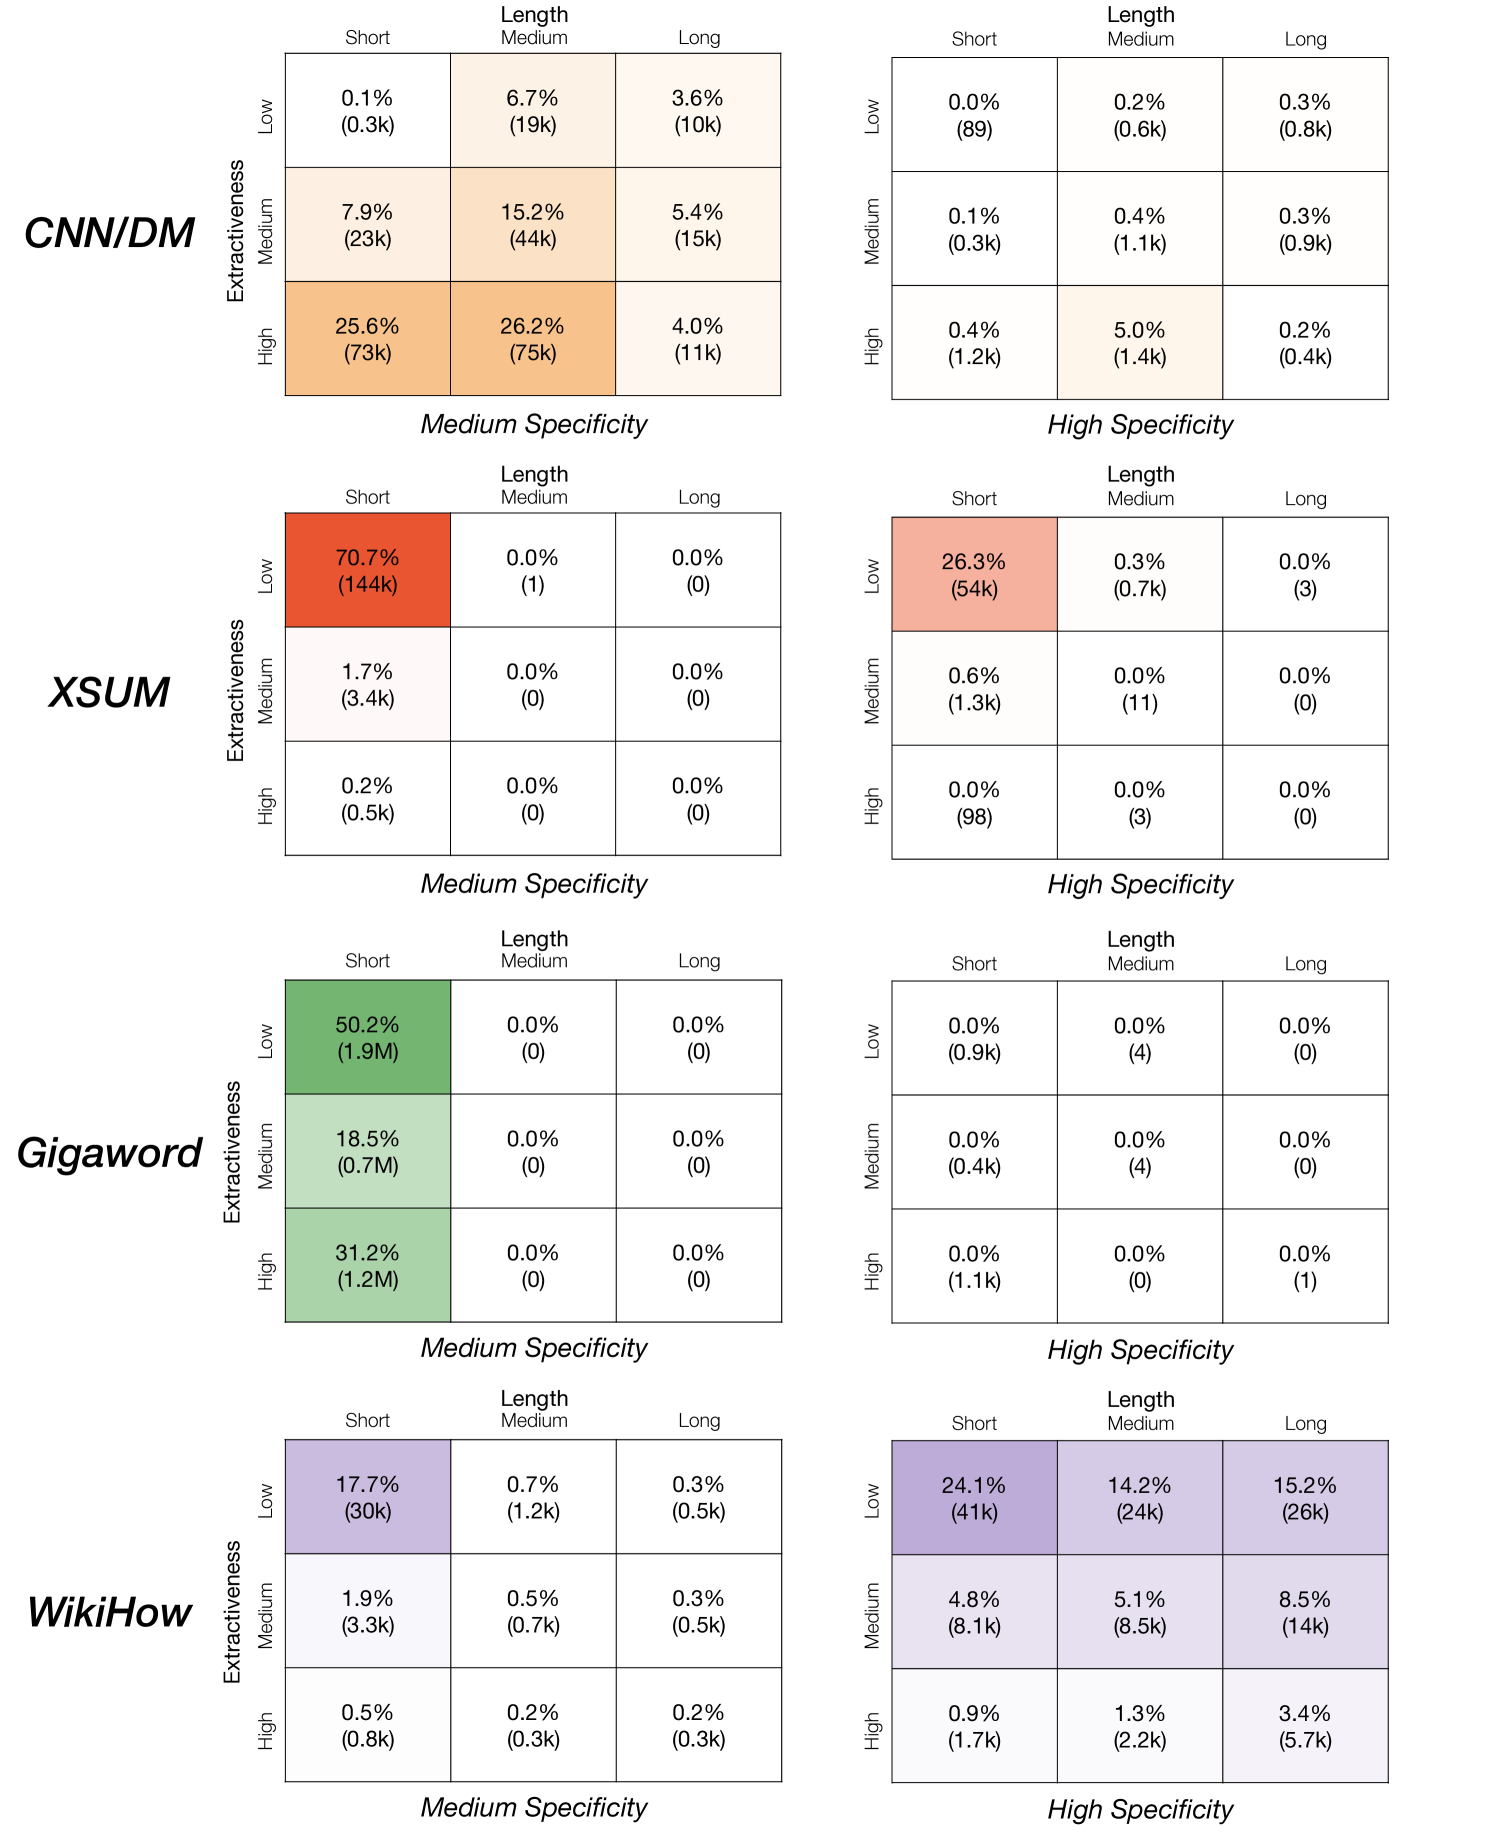 CNN/DM
Length
Short Medium Long
Extractiveness
Low
0.1% 6.7% 3.6%
(0.3k) (19k) (10k)
Medium
7.9% 15.2% 5.4%
(23k) (44k) (15k)
High
25.6% 26.2% 4.0%
(73k) (75k) (11k)
Medium Specificity
Length
Short Medium Long
Low
0.0% 0.2% 0.3%
(89) (0.6k) (0.8k)
Medium
0.1% 0.4% 0.3%
(0.3k) (1.1k) (0.9k)
High
0.4% 5.0% 0.2%
(1.2k) (1.4k) (0.4k)
High Specificity
XSUM
Length
Short Medium Long
Extractiveness
Low
70.7% 0.0% 0.0%
(144k) (1) (0)
Medium
1.7% 0.0% 0.0%
(3.4k) (0) (0)
High
0.2% 0.0% 0.0%
(0.5k) (0) (0)
Medium Specificity
Length
Short Medium Long
Low
26.3% 0.3% 0.0%
(54k) (0.7k) (3)
Medium
0.6% 0.0% 0.0%
(1.3k) (11) (0)
High
0.0% 0.0% 0.0%
(98) (3) (0)
High Specificity
Gigaword
Length
Short Medium Long
Extractiveness
Low
50.2% 0.0% 0.0%
(1.9M) (0) (0)
Medium
18.5% 0.0% 0.0%
(0.7M) (0) (0)
High
31.2% 0.0% 0.0%
(1.2M) (0) (0)
Medium Specificity
Length
Short Medium Long
Low
0.0% 0.0% 0.0%
(0.9k) (4) (0)
Medium
0.0% 0.0% 0.0%
(0.4k) (4) (0)
High
0.0% 0.0% 0.0%
(1.1k) (0) (1)
High Specificity
WikiHow
Length
Short Medium Long
Extractiveness
Low
17.7% 0.7% 0.3%
(30k) (1.2k) (0.5k)
Medium
1.9% 0.5% 0.3%
(3.3k) (0.7k) (0.5k)
High
0.5% 0.2% 0.2%
(0.8k) (0.3k) (0.3k)
Medium Specificity
Length
Short Medium Long
Low
24.1% 14.2% 15.2%
(41k) (24k) (26k)
Medium
4.8% 5.1% 8.5%
(8.1k) (8.5k) (14k)
High
0.9% 1.3% 3.4%
(1.7k) (2.2k) (5.7k)
High Specificity